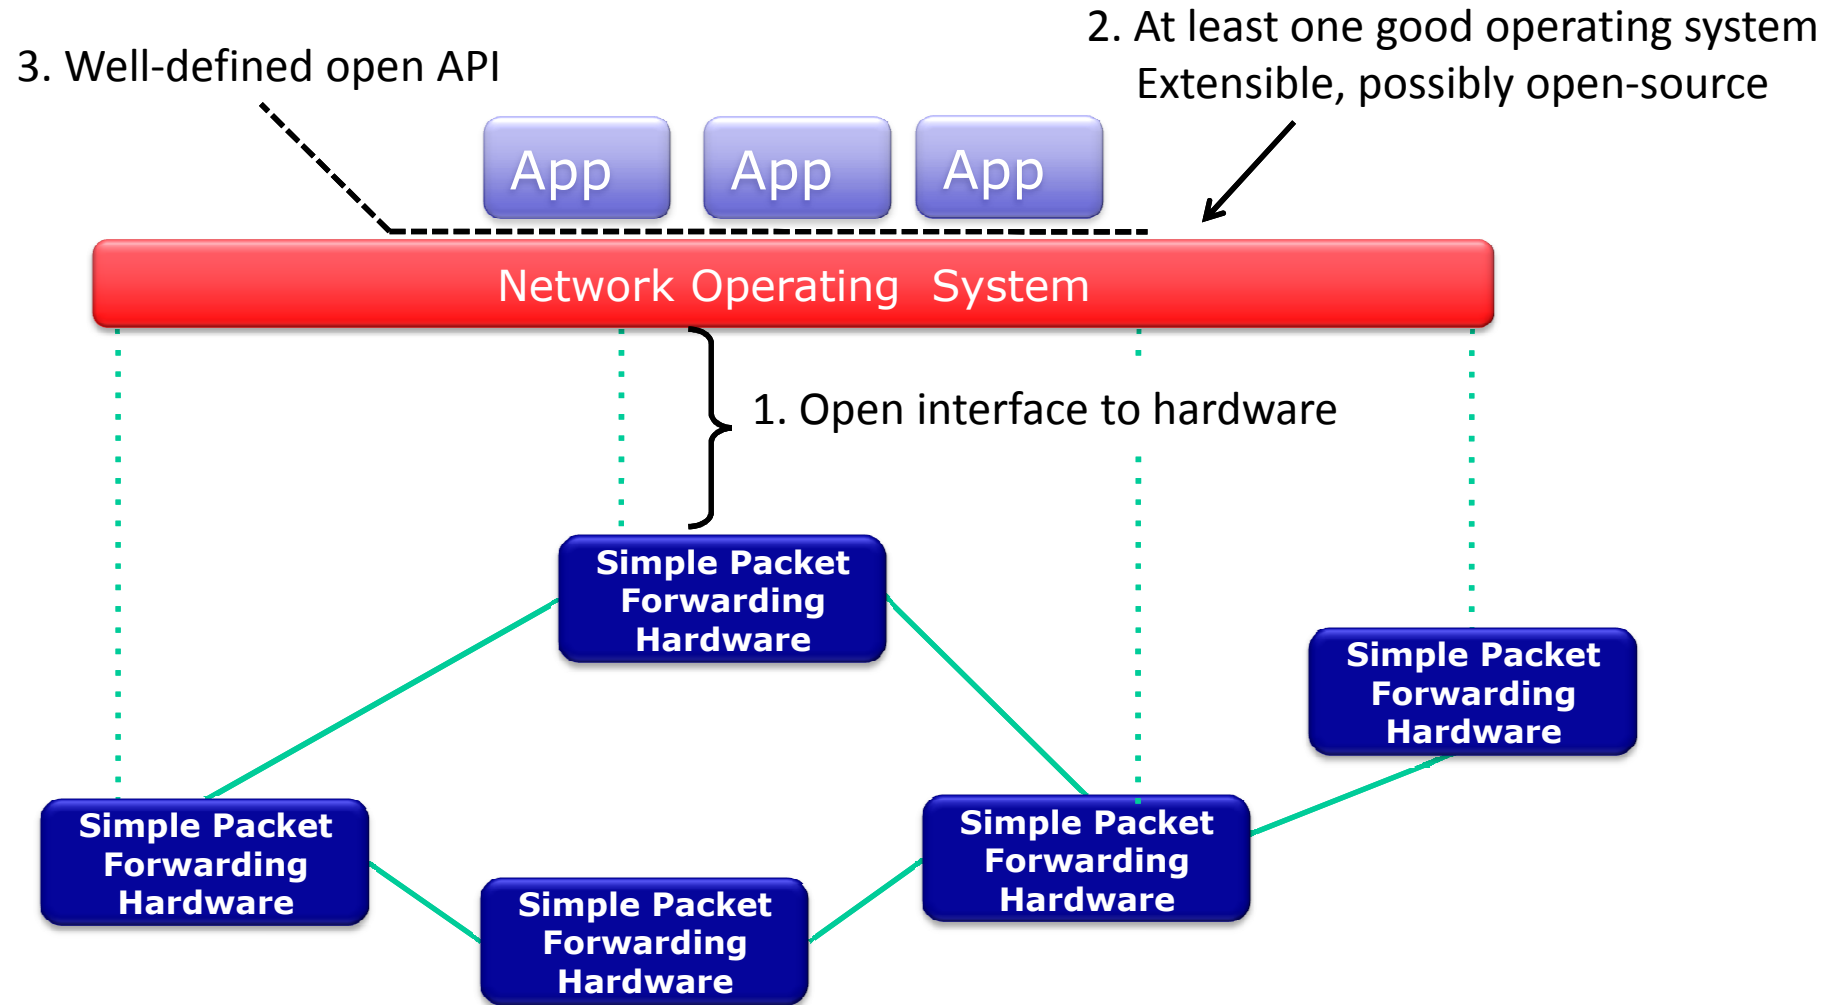 2. At least one good operating system
Extensible, possibly open-source
3. Well-defined open API
App
App
App
Network Operating System
1. Open interface to hardware
Simple Packet
Forwarding
Hardware
Simple Packet
Forwarding
Hardware
Simple Packet
Forwarding
Hardware
Simple Packet
Forwarding
Hardware
Simple Packet
Forwarding
Hardware